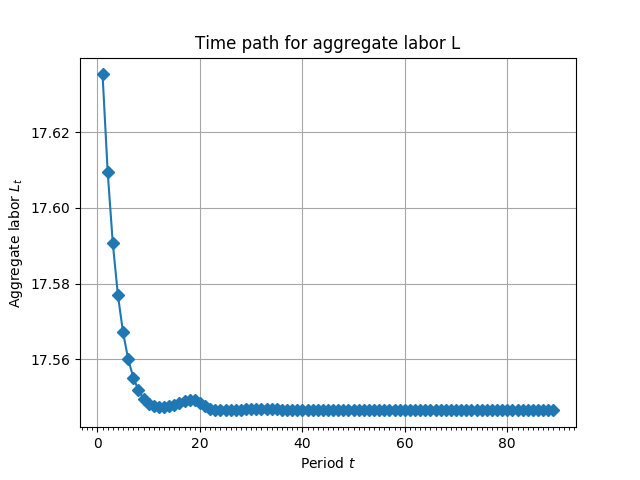 Time path for aggregate labor L
Aggregate labor $L_t$
17.62
17.60
17.58
17.56
0 20 40 60 80
Period t